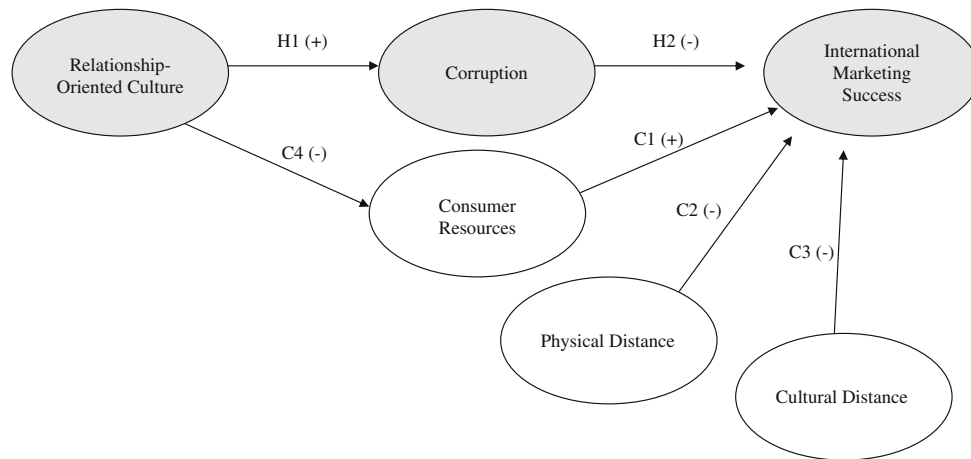 H1 (+)
H2 (-)
Relationship-
Oriented Culture
Corruption
International
Marketing
Success
C4 (-)
C1 (+)
Consumer
Resources
C2 (-)
C3 (-)
Physical Distance
Cultural Distance